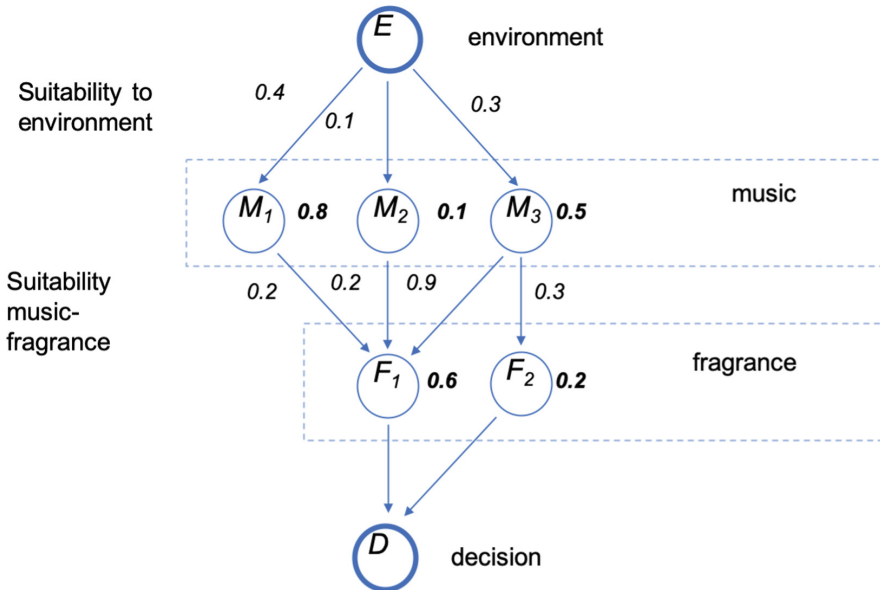 E
environment
Suitability to
environment
0.4
0.1
0.3
music
M1
0.8
M2
0.1
M3
0.5
Suitability
music-
fragrance
0.2
0.2
0.9
0.3
fragrance
F1
0.6
F2
0.2
D
decision